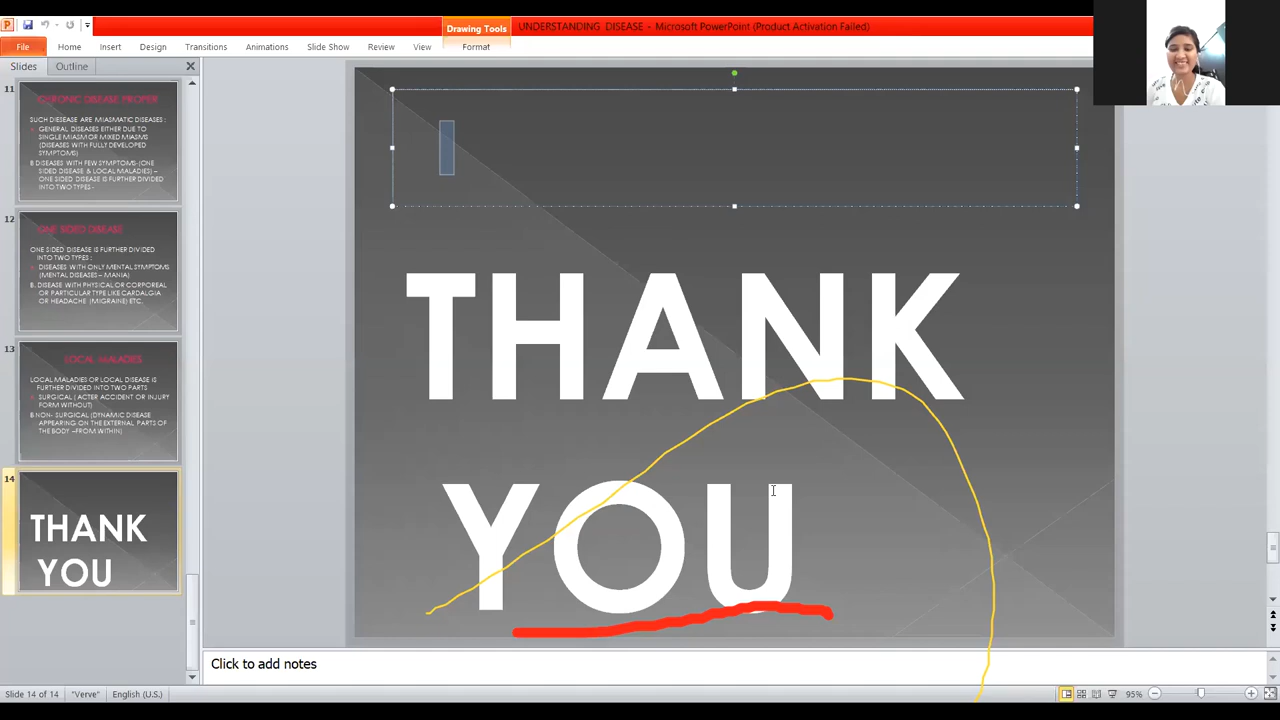 Drawing Tools
UNDERSTANDING DISEASE - Microsoft PowerPoint (Product Activation Failed)
File Home Insert Design Transitions Animations Slide Show Review View Format
Slides Outline
11
CHRONIC DISEASE PROPER
SUCH DIESEASE ARE MIASMATIC DISEASES :
GENERAL DISEASES EITHER DUE TO
SINGLE MIASM OR MIXED MIASMS
(DISEASES WITH FULLY DEVELOPED
SYMPTOMS)
B DISEASES WITH FEW SYMPTOMS-(ONE
SIDED DISEASE & LOCAL MALADIES) –
ONE SIDED DISEASE IS FURTHER DIVIDED
INTO TWO TYPES -
12
ONE SIDED DISEASE
ONE SIDED DISEASE IS FURTHER DIVIDED
INTO TWO TYPES :
DISEASES WITH ONLY MENTAL SYMPTOMS
(MENTAL DISEASES – MANIA)
B. DISEASE WITH PHYSICAL OR CORPOREAL
OR PARTICULAR TYPE LIKE CARDALGIA
OR HEADACHE (MIGRAINE) ETC.
13
LOCAL MALADIES
LOCAL MALADIES OR LOCAL DISEASE IS
FURTHER DIVIDED INTO TWO PARTS
SURGICAL ( ACTER ACCIDENT OR INJURY
FORM WITHOUT)
B.NON- SURGICAL (DYNAMIC DISEASE
APPEARING ON THE EXTERNAL PARTS OF
THE BODY –FROM WITHIN)
14
THANK
YOU
THANK
YOU
Click to add notes
Slide 14 of 14 "Verve" English (U.S.) 95%